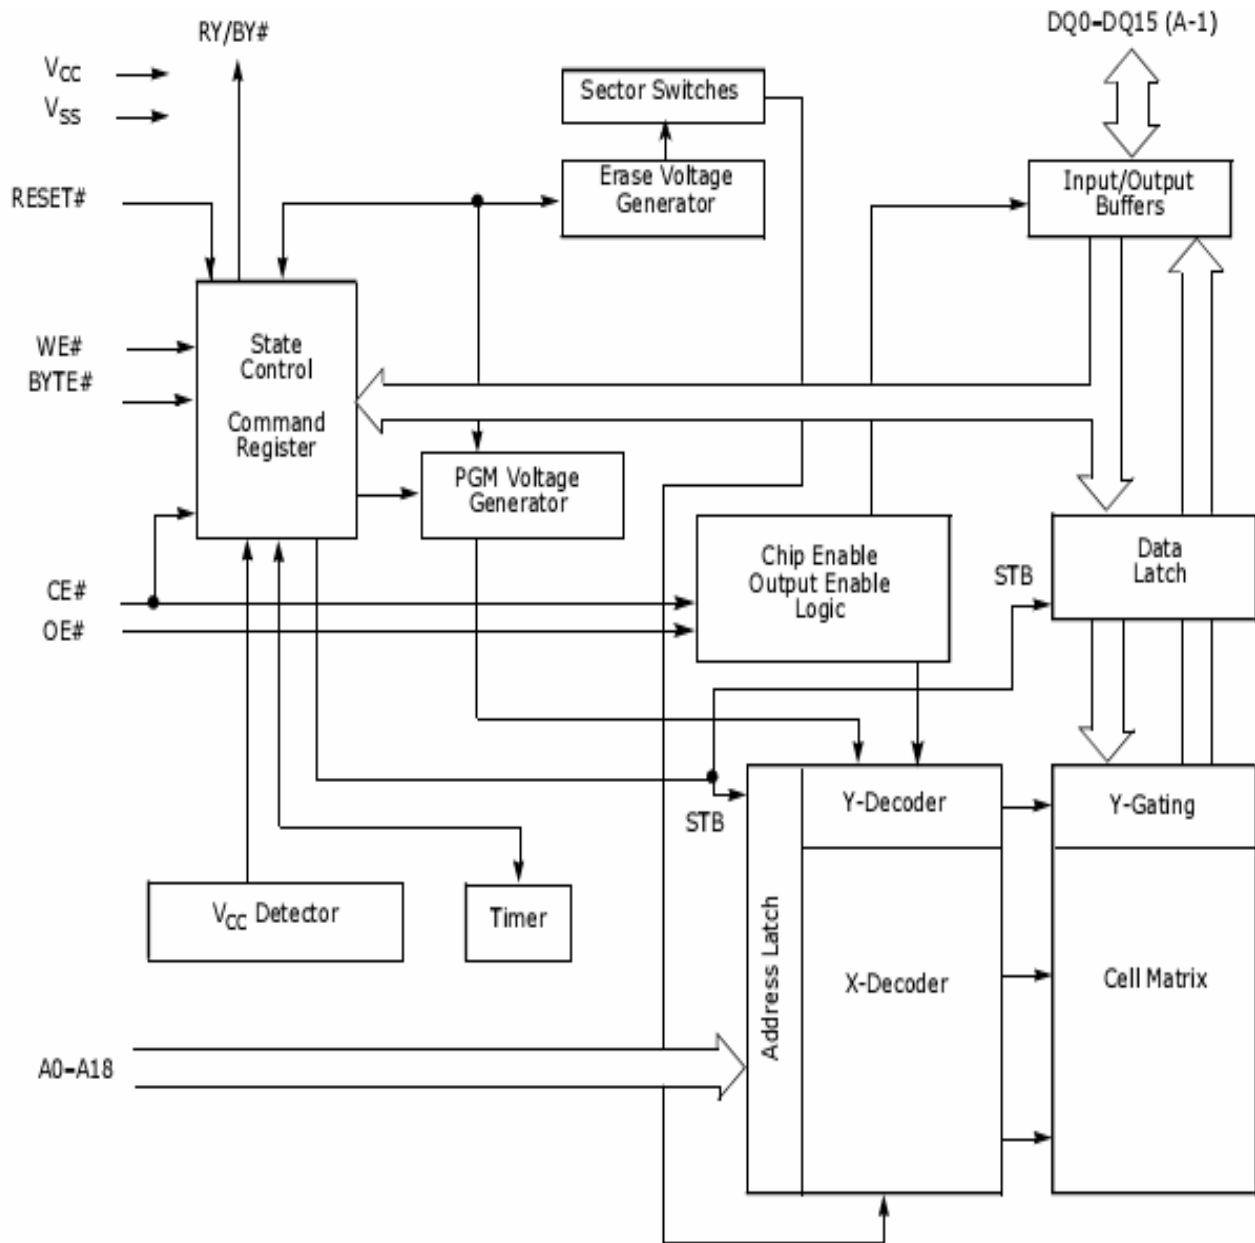 RY/BY#
DQ0–DQ15 (A-1)
VCC
VSS
Sector Switches
RESET#
Erase Voltage
Generator
Input/Output
Buffers
WE#
BYTE#
State
Control
Command
Register
PGM Voltage
Generator
CE#
OE#
Chip Enable
Output Enable
Logic
STB
Data
Latch
STB
Y-Decoder
Y-Gating
VCC Detector
Timer
Address Latch
X-Decoder
Cell Matrix
A0–A18